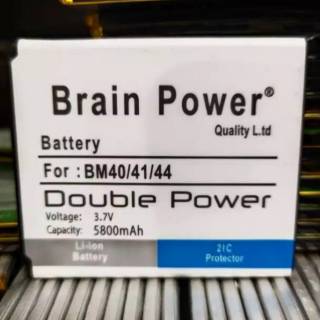 Brain Power®
Quality L.td
Battery
For : BM40/41/44
Double Power
Voltage: 3.7V
Capacity: 5800mAh
Li-ion 2IC
Battery Protector